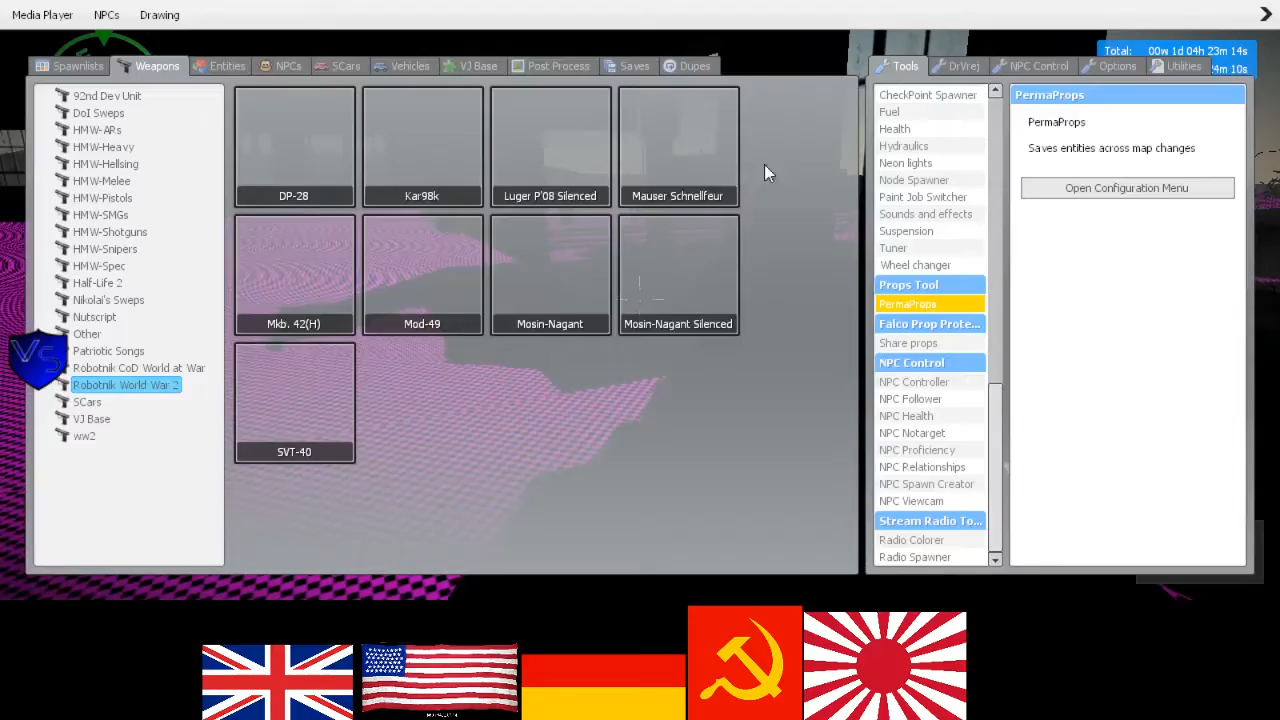 Media Player NPCs Drawing
Total: 00w 1d 04h 23m 14s
4m 10s
Spawnlists Weapons Entities NPCs SCars Vehicles VJ Base Post Process Saves Dupes
Tools DrVrej NPC Control Options Utilities
92nd Dev Unit
DoI Sweps
HMW-ARs
HMW-Heavy
HMW-Hellsing
HMW-Melee
HMW-Pistols
HMW-SMGs
HMW-Shotguns
HMW-Snipers
HMW-Spec
Half-Life 2
Nikolai's Sweps
Nutscript
Other
Patriotic Songs
Robotnik CoD World at War
Robotnik World War 2
SCars
VJ Base
ww2
VS
DP-28
Kar98k
Luger P'08 Silenced
Mauser Schnellfeur
Mkb. 42(H)
Mod-49
Mosin-Nagant
Mosin-Nagant Silenced
SVT-40
CheckPoint Spawner
Fuel
Health
Hydraulics
Neon lights
Node Spawner
Paint Job Switcher
Sounds and effects
Suspension
Tuner
Wheel changer
Props Tool
PermaProps
Falco Prop Prote...
Share props
NPC Control
NPC Controller
NPC Follower
NPC Health
NPC Notarget
NPC Proficiency
NPC Relationships
NPC Spawn Creator
NPC Viewcam
Stream Radio To...
Radio Colorer
Radio Spawner
PermaProps
PermaProps
Saves entities across map changes
Open Configuration Menu